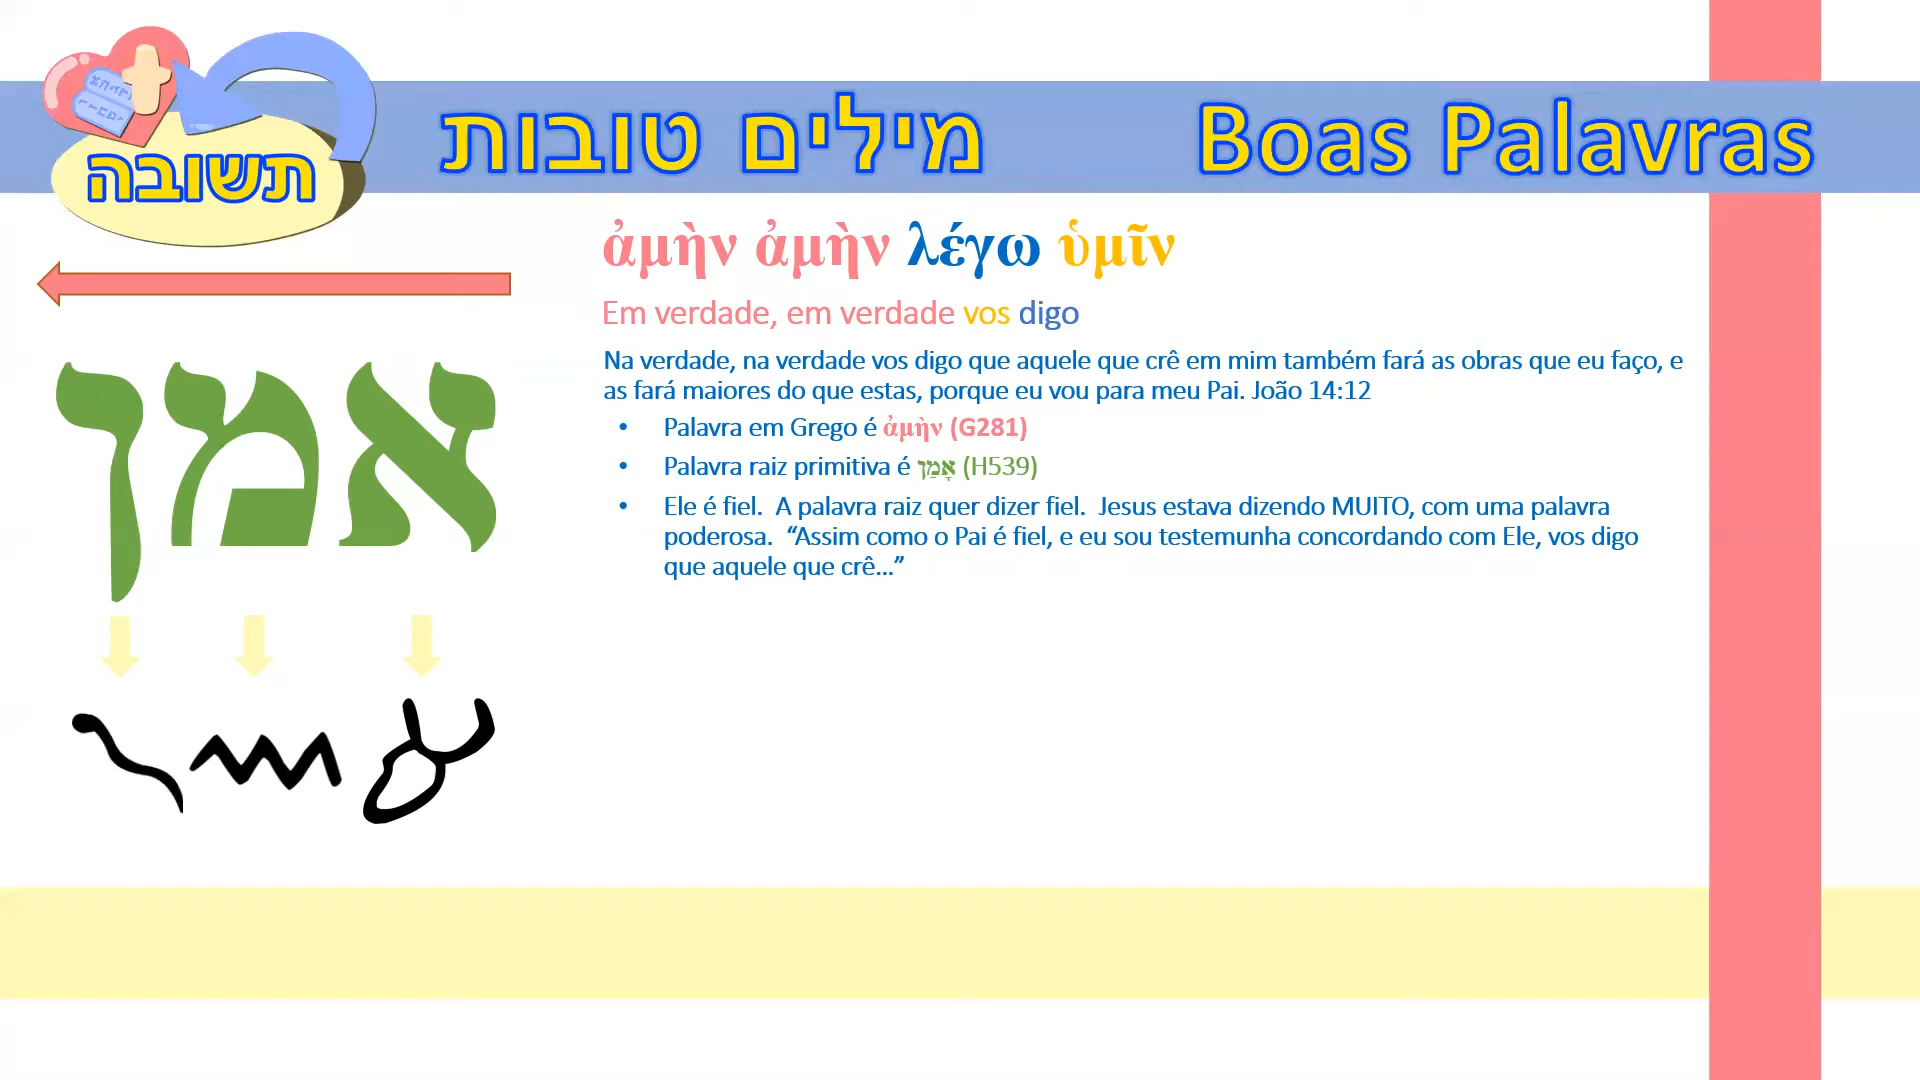 תשובה
מילים טובות
Boas Palavras
ἀμὴν ἀμὴν λέγω ὑμῖν
Em verdade, em verdade vos digo
Na verdade, na verdade vos digo que aquele que crê em mim também fará as obras que eu faço, e
as fará maiores do que estas, porque eu vou para meu Pai. João 14:12
• Palavra em Grego é ἀμὴν (G281)
• Palavra raiz primitiva é אָמַן (H539)
• Ele é fiel.  A palavra raiz quer dizer fiel.  Jesus estava dizendo MUITO, com uma palavra
poderosa.  “Assim como o Pai é fiel, e eu sou testemunha concordando com Ele, vos digo
que aquele que crê...”
אמן